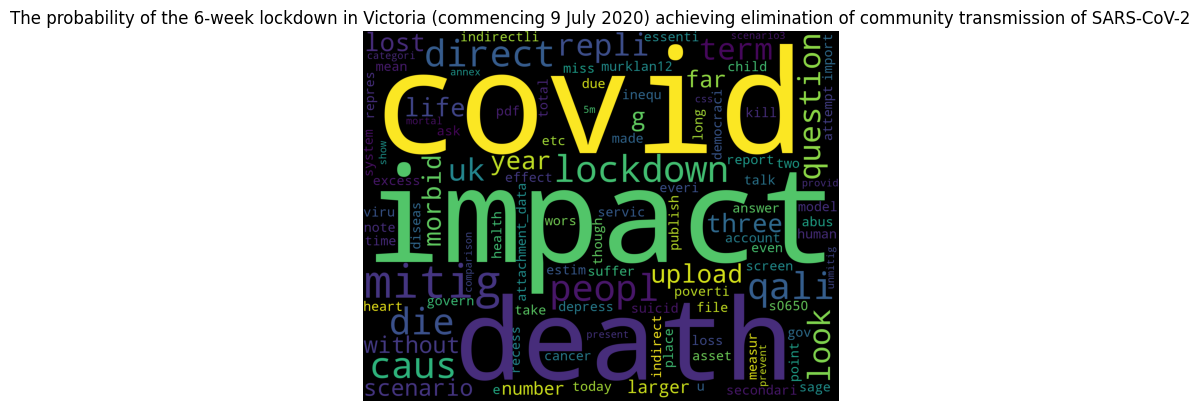 The probability of the 6-week lockdown in Victoria (commencing 9 July 2020) achieving elimination of community transmission of SARS-CoV-2
lost indirectli essenti scenario3
categori direct repli term
mean annex miss murklan12 far child
repres covid question attempt import
life pdf total due inequ g long css democraci kill
mortal ask 5m made
system show etc
uk year lockdown report two
excess morbid effect everi talk provid
impact
viru diseas health attachment_data wors servic though publish three answer account model abus
note human
time even
mitig comparison estim suffer upload screen qali unmitig
govern peopl poverti
heart take depress suicid file s0650
die death look
without recess present indirect place loss measur prevent gov
caus cancer asset point
scenario e number today larger u secondari sage